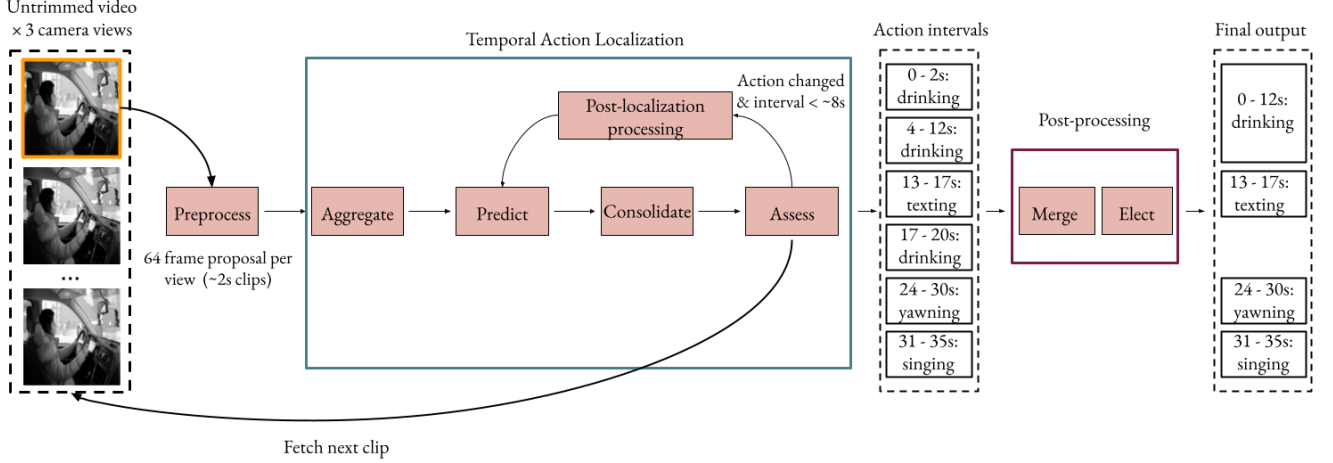 Untrimmed video
× 3 camera views
...
Preprocess
64 frame proposal per
view (~2s clips)
Temporal Action Localization
Aggregate
Predict
Consolidate
Assess
Post-localization
processing
Action changed
& interval < ~8s
Fetch next clip
Action intervals
0 - 2s:
drinking
4 - 12s:
drinking
13 - 17s:
texting
17 - 20s:
drinking
24 - 30s:
yawning
31 - 35s:
singing
Post-processing
Merge
Elect
Final output
0 - 12s:
drinking
13 - 17s:
texting
24 - 30s:
yawning
31 - 35s:
singing